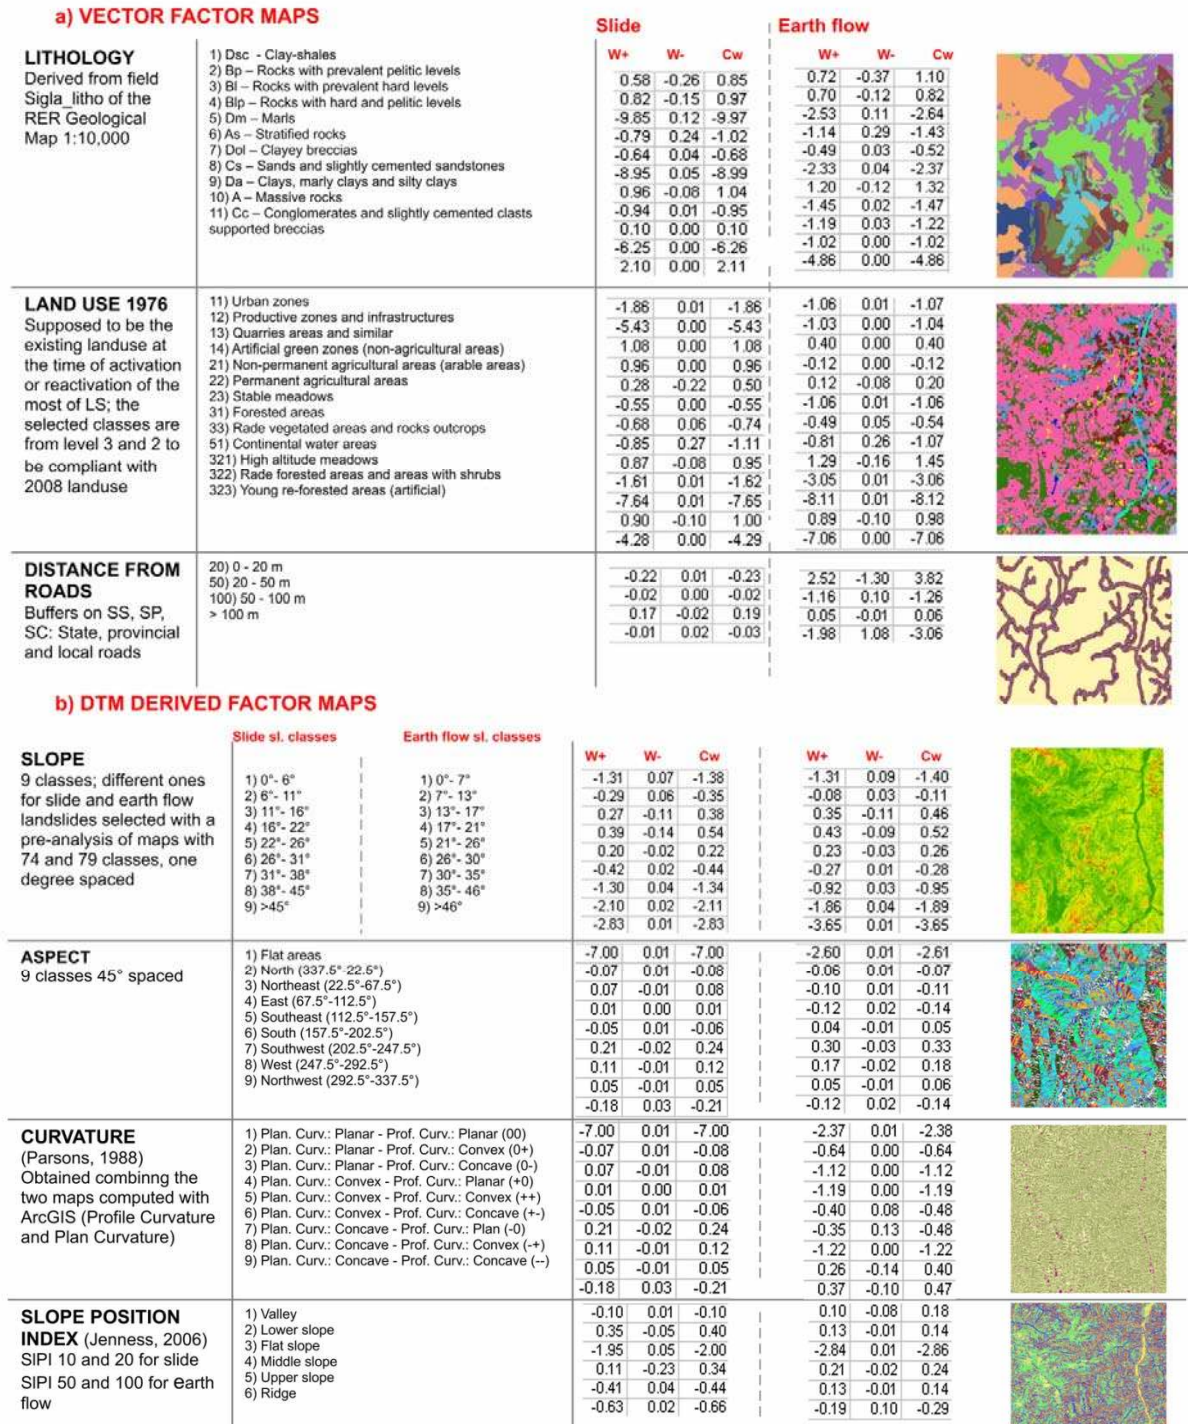 a) VECTOR FACTOR MAPS
Slide Earth flow
W+ W- Cw W+ W- Cw
LITHOLOGY
Derived from field
Sigla_litho of the
RER Geological
Map 1:10,000
1) Dsc - Clay-shales
2) Bp – Rocks with prevalent pelitic levels
3) Bl – Rocks with prevalent hard levels
4) Blp – Rocks with hard and pelitic levels
5) Dm – Marls
6) As – Stratified rocks
7) Dol – Clayey breccias
8) Cs – Sands and slightly cemented sandstones
9) Da – Clays, marly clays and silty clays
10) A – Massive rocks
11) Cc – Conglomerates and slightly cemented clasts
supported breccias
0.58 -0.26 0.85 0.72 -0.37 1.10
0.82 -0.15 0.97 0.70 -0.12 0.82
-9.85 0.12 -9.97 -2.53 0.11 -2.64
-0.79 0.24 -1.02 -1.14 0.29 -1.43
-0.64 0.04 -0.68 -0.49 0.03 -0.52
-8.95 0.05 -8.99 -2.33 0.04 -2.37
0.96 -0.08 1.04 1.20 -0.12 1.32
-0.94 0.01 -0.95 -1.45 0.02 -1.47
0.10 0.00 0.10 -1.19 0.03 -1.22
-6.25 0.00 -6.26 -1.02 0.00 -1.02
2.10 0.00 2.11 -4.86 0.00 -4.86
LAND USE 1976
Supposed to be the
existing landuse at
the time of activation
or reactivation of the
most of LS; the
selected classes are
from level 3 and 2 to
be compliant with
2008 landuse
11) Urban zones
12) Productive zones and infrastructures
13) Quarries areas and similar
14) Artificial green zones (non-agricultural areas)
21) Non-permanent agricultural areas (arable areas)
22) Permanent agricultural areas
23) Stable meadows
31) Forested areas
33) Rade vegetated areas and rocks outcrops
51) Continental water areas
321) High altitude meadows
322) Rade forested areas and areas with shrubs
323) Young re-forested areas (artificial)
-1.86 0.01 -1.86 -1.06 0.01 -1.07
-5.43 0.00 -5.43 -1.03 0.00 -1.04
1.08 0.00 1.08 0.40 0.00 0.40
0.96 0.00 0.96 -0.12 0.00 -0.12
0.28 -0.22 0.50 0.12 -0.08 0.20
-0.55 0.00 -0.55 -1.06 0.01 -1.06
-0.68 0.06 -0.74 -0.49 0.05 -0.54
-0.85 0.27 -1.11 -0.81 0.26 -1.07
0.87 -0.08 0.95 1.29 -0.16 1.45
-1.61 0.01 -1.62 -3.05 0.01 -3.06
-7.64 0.01 -7.65 -8.11 0.01 -8.12
0.90 -0.10 1.00 0.89 -0.10 0.98
-4.28 0.00 -4.29 -7.06 0.00 -7.06
DISTANCE FROM
ROADS
Buffers on SS, SP,
SC: State, provincial
and local roads
20) 0 - 20 m
50) 20 - 50 m
100) 50 - 100 m
> 100 m
-0.22 0.01 -0.23 2.52 -1.30 3.82
-0.02 0.00 -0.02 -1.16 0.10 -1.26
0.17 -0.02 0.19 0.05 -0.01 0.06
-0.01 0.02 -0.03 -1.98 1.08 -3.06
b) DTM DERIVED FACTOR MAPS
Slide sl. classes Earth flow sl. classes
W+ W- Cw W+ W- Cw
SLOPE
9 classes; different ones
for slide and earth flow
landslides selected with a
pre-analysis of maps with
74 and 79 classes, one
degree spaced
1) 0°- 6° 1) 0°- 7°
2) 6°- 11° 2) 7°- 13°
3) 11°- 16° 3) 13°- 17°
4) 16°- 22° 4) 17°- 21°
5) 22°- 26° 5) 21°- 26°
6) 26°- 31° 6) 26°- 30°
7) 31°- 38° 7) 30°- 35°
8) 38°- 45° 8) 35°- 46°
9) >45° 9) >46°
-1.31 0.07 -1.38 -1.31 0.09 -1.40
-0.29 0.06 -0.35 -0.08 0.03 -0.11
0.27 -0.11 0.38 0.35 -0.11 0.46
0.39 -0.14 0.54 0.43 -0.09 0.52
0.20 -0.02 0.22 0.23 -0.03 0.26
-0.42 0.02 -0.44 -0.27 0.01 -0.28
-1.30 0.04 -1.34 -0.92 0.03 -0.95
-2.10 0.02 -2.11 -1.86 0.04 -1.89
-2.83 0.01 -2.83 -3.65 0.01 -3.65
ASPECT
9 classes 45° spaced
1) Flat areas
2) North (337.5°-22.5°)
3) Northeast (22.5°-67.5°)
4) East (67.5°-112.5°)
5) Southeast (112.5°-157.5°)
6) South (157.5°-202.5°)
7) Southwest (202.5°-247.5°)
8) West (247.5°-292.5°)
9) Northwest (292.5°-337.5°)
-7.00 0.01 -7.00 -2.60 0.01 -2.61
-0.07 0.01 -0.08 -0.06 0.01 -0.07
0.07 -0.01 0.08 -0.10 0.01 -0.11
0.01 0.00 0.01 -0.12 0.02 -0.14
-0.05 0.01 -0.06 0.04 -0.01 0.05
0.21 -0.02 0.24 0.30 -0.03 0.33
0.11 -0.01 0.12 0.17 -0.02 0.18
0.05 -0.01 0.05 0.05 -0.01 0.06
-0.18 0.03 -0.21 -0.12 0.02 -0.14
CURVATURE
(Parsons, 1988)
Obtained combinng the
two maps computed with
ArcGIS (Profile Curvature
and Plan Curvature)
1) Plan. Curv.: Planar - Prof. Curv.: Planar (00)
2) Plan. Curv.: Planar - Prof. Curv.: Convex (0+)
3) Plan. Curv.: Planar - Prof. Curv.: Concave (0-)
4) Plan. Curv.: Convex - Prof. Curv.: Planar (+0)
5) Plan. Curv.: Convex - Prof. Curv.: Convex (++)
6) Plan. Curv.: Convex - Prof. Curv.: Concave (+-)
7) Plan. Curv.: Concave - Prof. Curv.: Plan (-0)
8) Plan. Curv.: Concave - Prof. Curv.: Convex (-+)
9) Plan. Curv.: Concave - Prof. Curv.: Concave (--)
-7.00 0.01 -7.00 -2.37 0.01 -2.38
-0.07 0.01 -0.08 -0.64 0.00 -0.64
0.07 -0.01 0.08 -1.12 0.00 -1.12
0.01 0.00 0.01 -1.19 0.00 -1.19
-0.05 0.01 -0.06 -0.40 0.08 -0.48
0.21 -0.02 0.24 -0.35 0.13 -0.48
0.11 -0.01 0.12 -1.22 0.00 -1.22
0.05 -0.01 0.05 0.26 -0.14 0.40
-0.18 0.03 -0.21 0.37 -0.10 0.47
SLOPE POSITION
INDEX (Jenness, 2006)
SIPI 10 and 20 for slide
SIPI 50 and 100 for earth
flow
1) Valley
2) Lower slope
3) Flat slope
4) Middle slope
5) Upper slope
6) Ridge
-0.10 0.01 -0.10 0.10 -0.08 0.18
0.35 -0.05 0.40 0.13 -0.01 0.14
-1.95 0.05 -2.00 -2.84 0.01 -2.86
0.11 -0.23 0.34 0.21 -0.02 0.24
-0.41 0.04 -0.44 0.13 -0.01 0.14
-0.63 0.02 -0.66 -0.19 0.10 -0.29